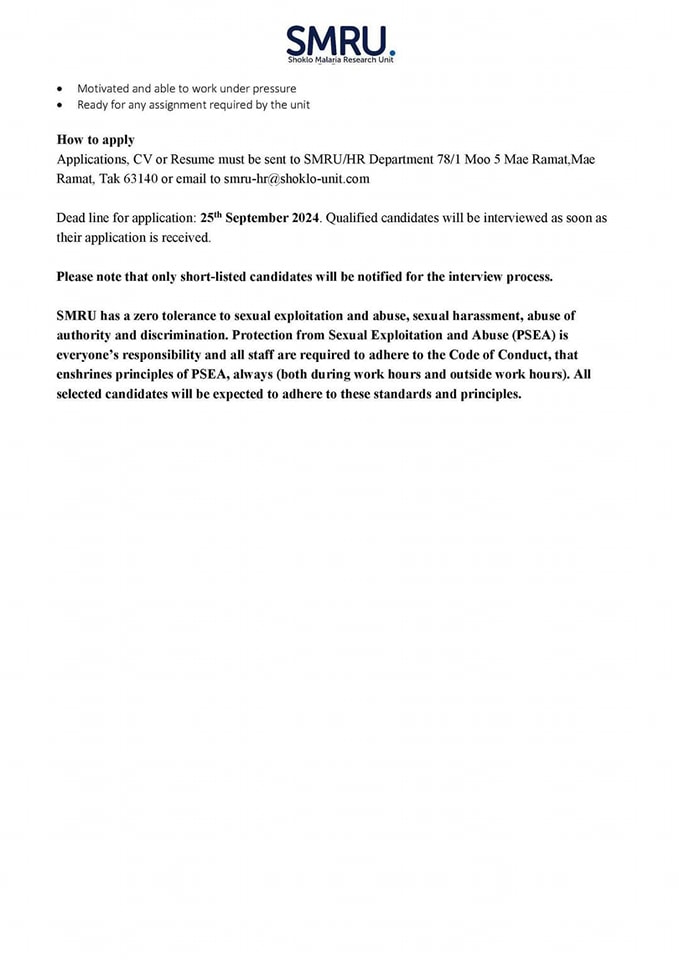 SMRU.
Shoklo Malaria Research Unit
• Motivated and able to work under pressure
• Ready for any assignment required by the unit
How to apply
Applications, CV or Resume must be sent to SMRU/HR Department 78/1 Moo 5 Mae Ramat,Mae
Ramat, Tak 63140 or email to smru-hr@shoklo-unit.com
Dead line for application: 25th September 2024. Qualified candidates will be interviewed as soon as
their application is received.
Please note that only short-listed candidates will be notified for the interview process.
SMRU has a zero tolerance to sexual exploitation and abuse, sexual harassment, abuse of
authority and discrimination. Protection from Sexual Exploitation and Abuse (PSEA) is
everyone’s responsibility and all staff are required to adhere to the Code of Conduct, that
enshrines principles of PSEA, always (both during work hours and outside work hours). All
selected candidates will be expected to adhere to these standards and principles.